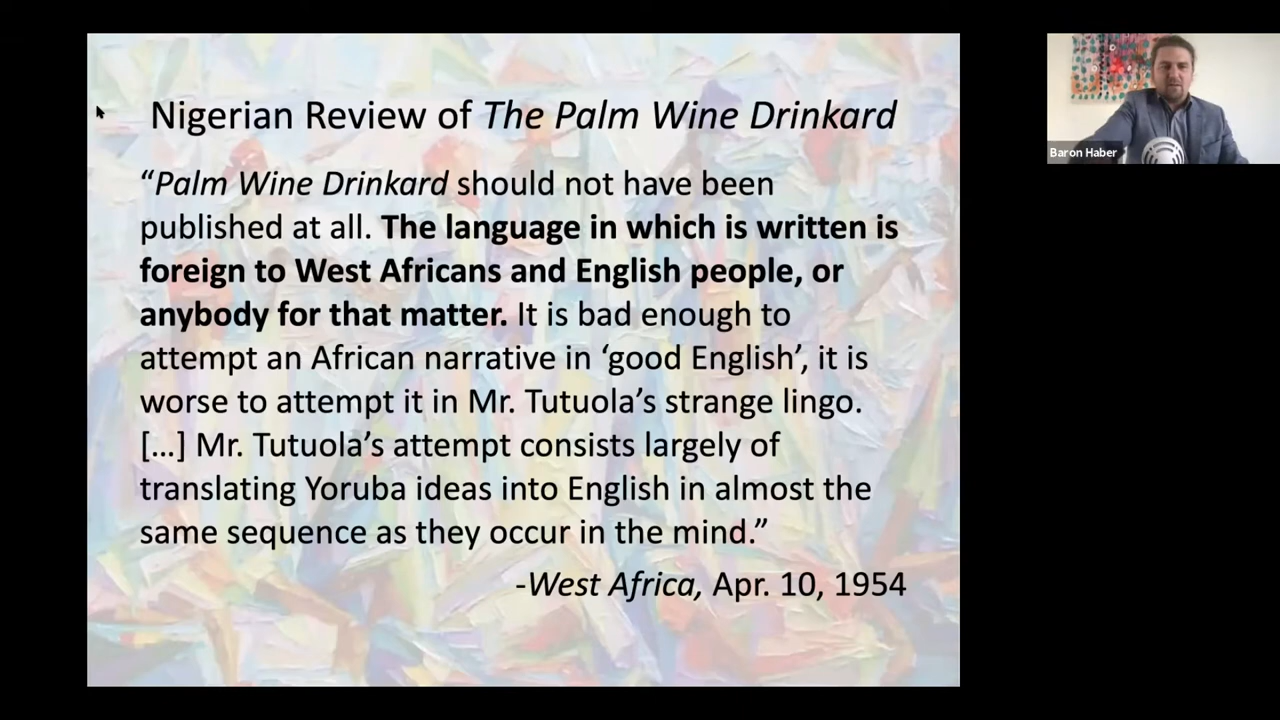 Nigerian Review of The Palm Wine Drinkard
“Palm Wine Drinkard should not have been
published at all. The language in which is written is
foreign to West Africans and English people, or
anybody for that matter. It is bad enough to
attempt an African narrative in ‘good English’, it is
worse to attempt it in Mr. Tutuola’s strange lingo.
[…] Mr. Tutuola’s attempt consists largely of
translating Yoruba ideas into English in almost the
same sequence as they occur in the mind.”
-West Africa, Apr. 10, 1954
Baron Haber